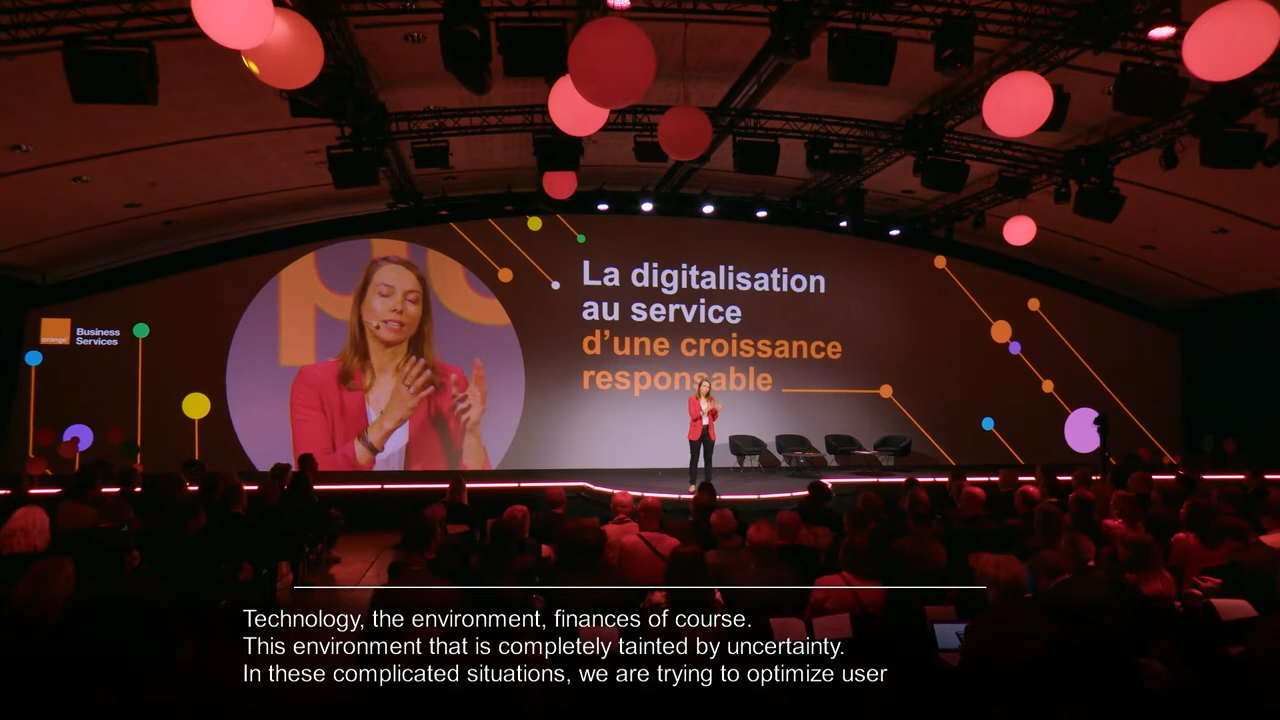 orange
Business
Services
La digitalisation
au service
d’une croissance
responsable
Technology, the environment, finances of course.
This environment that is completely tainted by uncertainty.
In these complicated situations, we are trying to optimize user